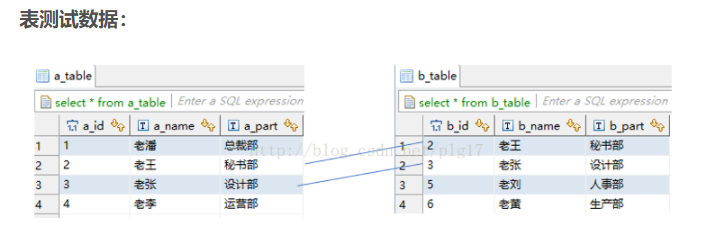 表测试数据：
a_table
select * from a_table Enter a SQL expression
a_id a_name a_part
1 1 老潘 总裁部
2 2 老王 秘书部
3 3 老张 设计部
4 4 老李 运营部
b_table
select * from b_table Enter a SQL expression
b_id b_name b_part
1 2 老王 秘书部
2 3 老张 设计部
3 5 老刘 人事部
4 6 老黄 生产部
http://blog.csdn.net/plg17